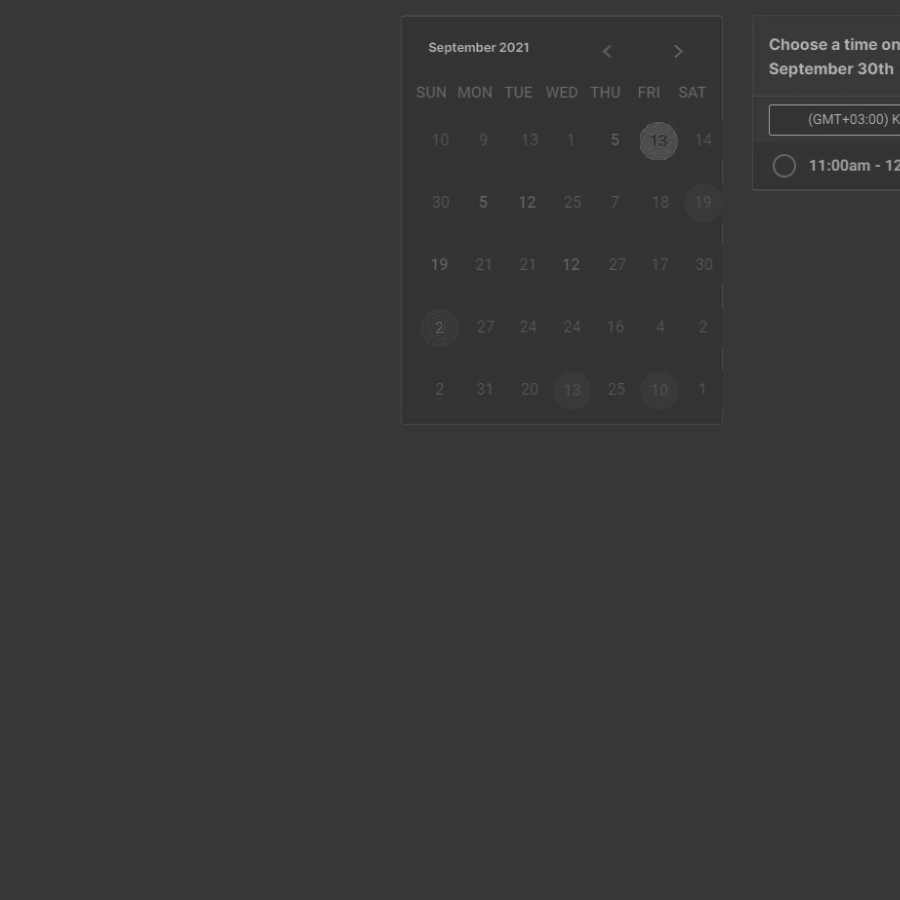 September 2021
SUN MON TUE WED THU FRI SAT
10 9 13 1 5 13 14
30 5 12 25 7 18 19
19 21 21 12 27 17 30
2 27 24 24 16 4 2
2 31 20 13 25 10 1
Choose a time on
September 30th
(GMT+03:00) K
11:00am - 12